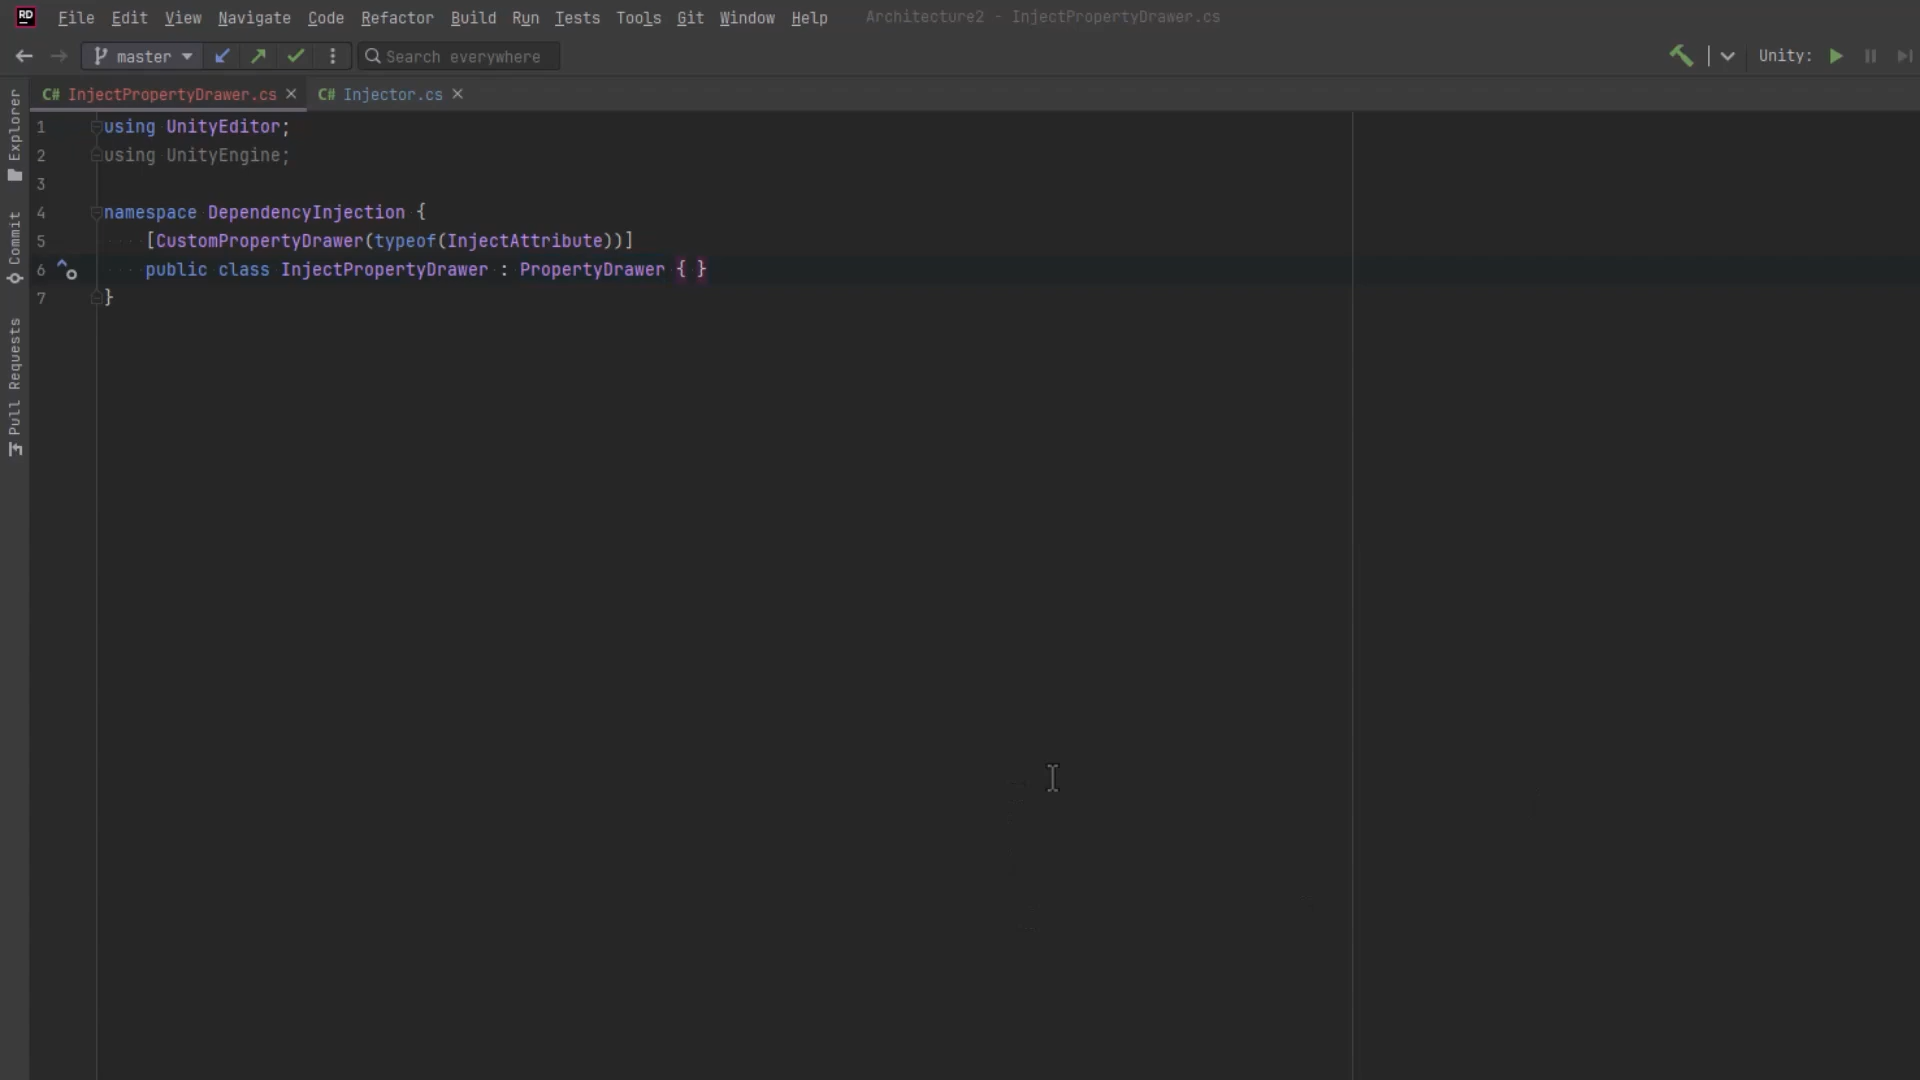 RD File Edit View Navigate Code Refactor Build Run Tests Tools Git Window Help Architecture2 - InjectPropertyDrawer.cs
master Search everywhere Unity:
C# InjectPropertyDrawer.cs C# Injector.cs
Explorer
Commit
Pull Requests
1 using UnityEditor;
2 using UnityEngine;
3
4 namespace DependencyInjection {
5 [CustomPropertyDrawer(typeof(InjectAttribute))]
6 public class InjectPropertyDrawer : PropertyDrawer { }
7 }